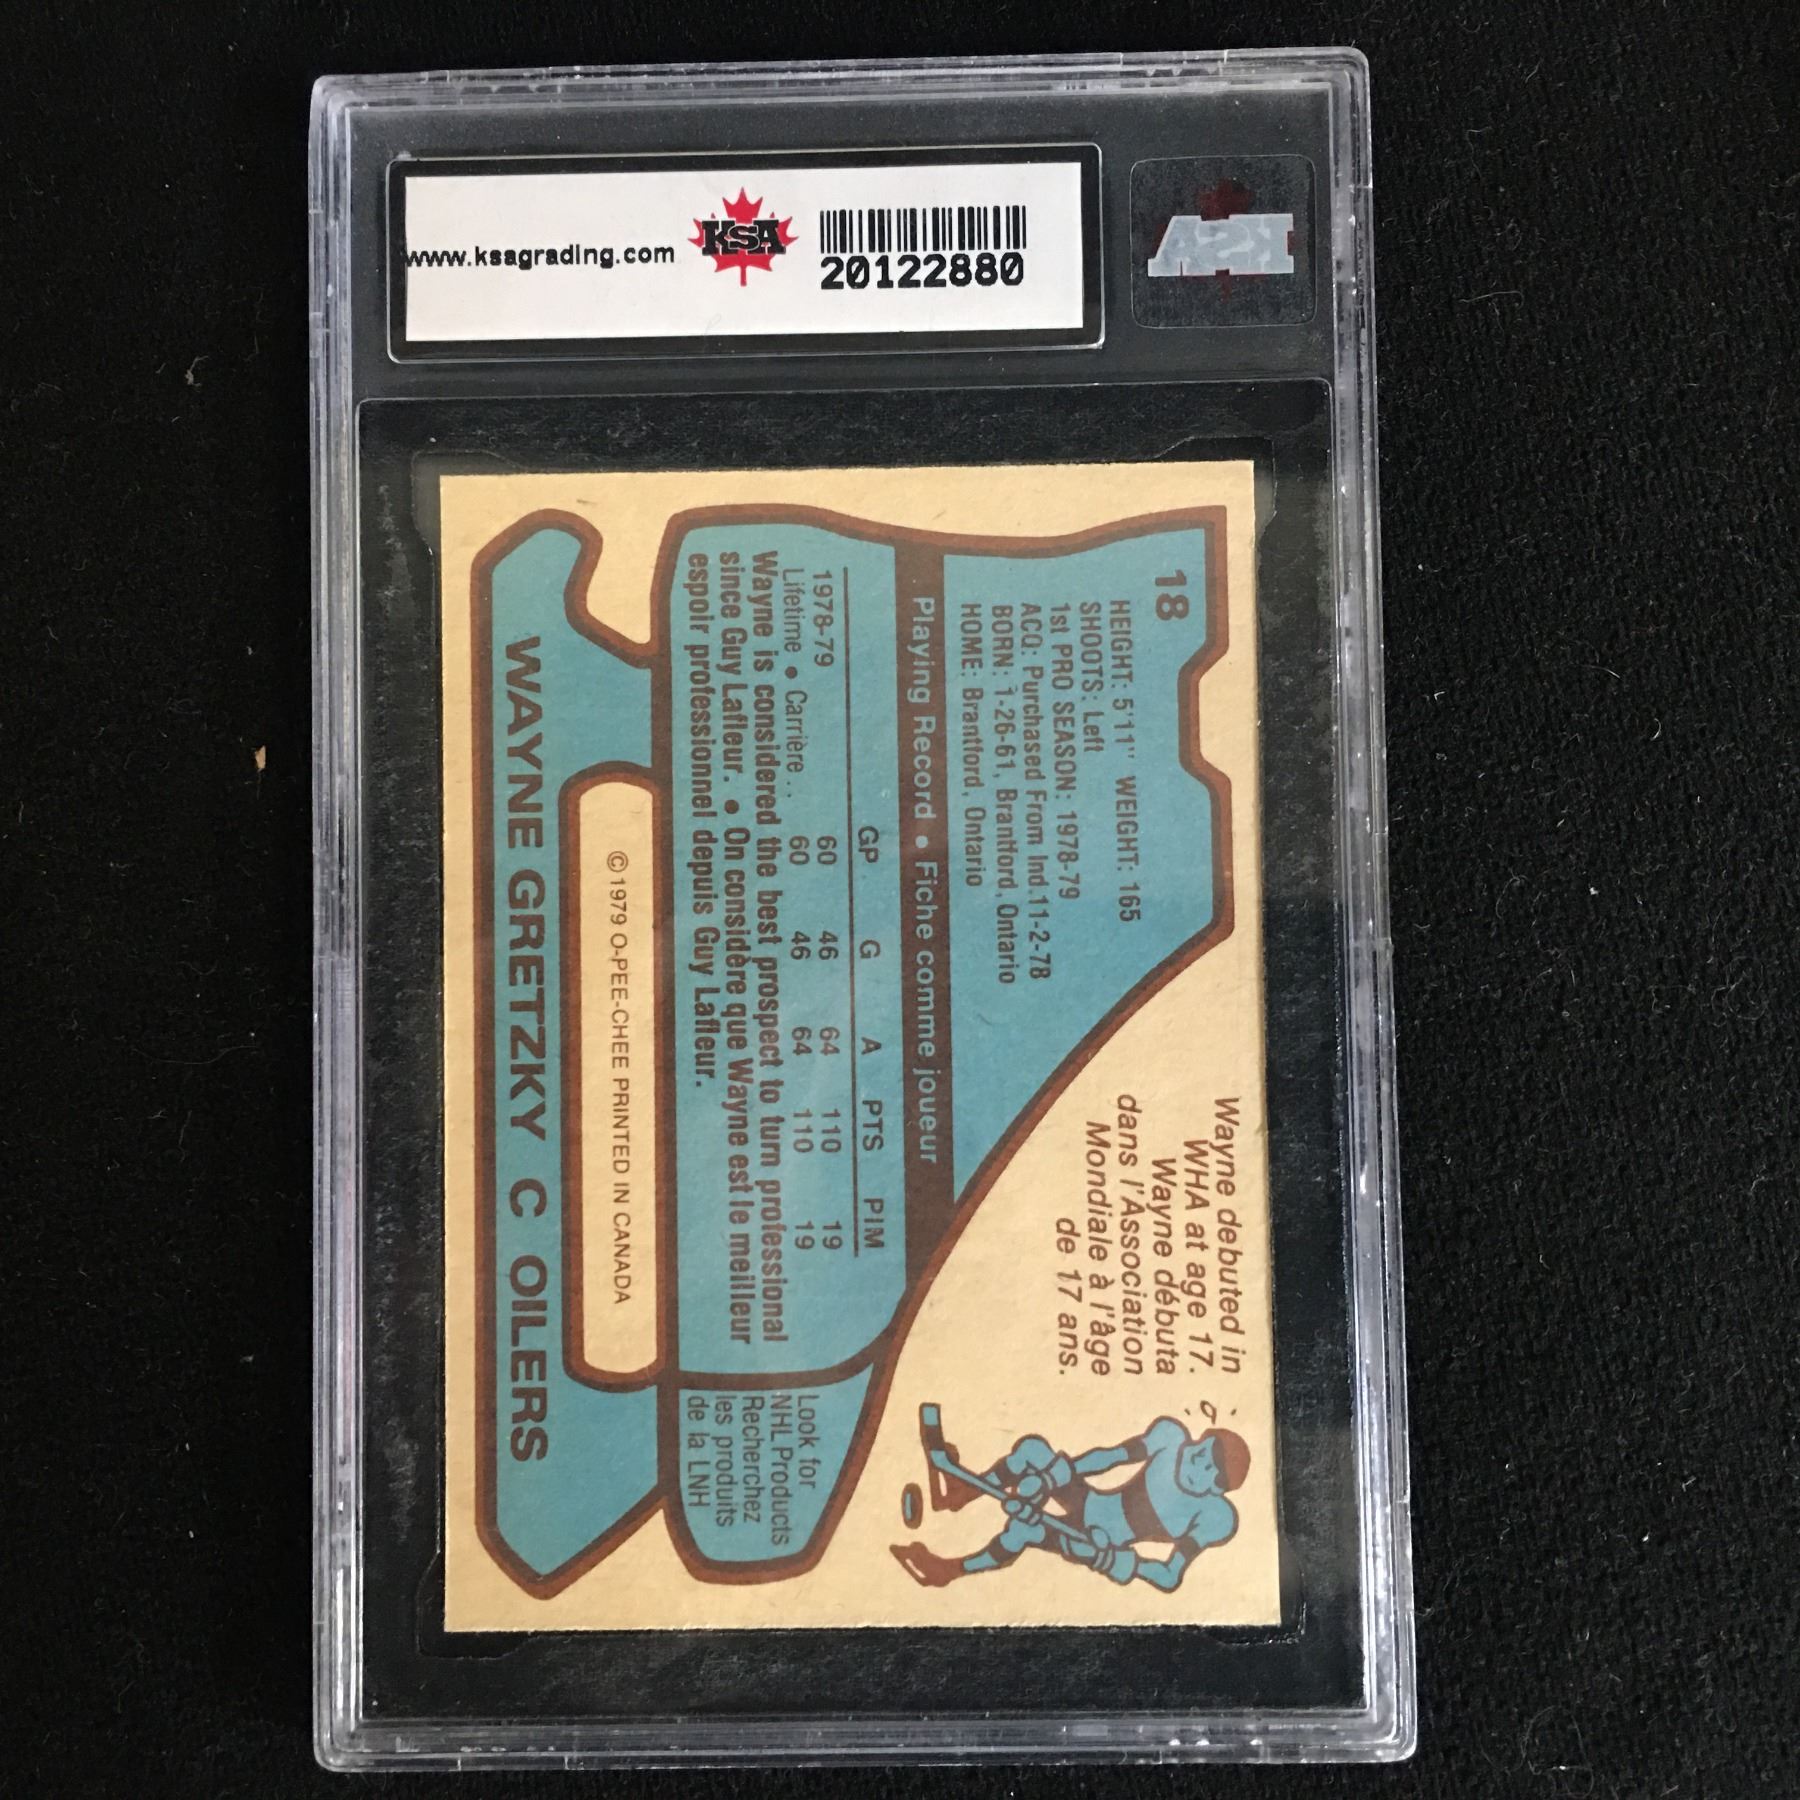 www.ksagrading.com
KSA
20122880
KSA
18
HEIGHT: 5'11" WEIGHT: 165
SHOOTS: Left
1st PRO SEASON: 1978-79
ACQ: Purchased From Ind.11-2-78
BORN: 1-26-61, Brantford, Ontario
HOME: Brantford, Ontario
Wayne debuted in
WHA at age 17.
Wayne débuta
dans l'Association
Mondiale à l'âge
de 17 ans.
Playing Record • Fiche comme joueur
GP G A PTS PIM
1978-79 60 46 64 110 19
Lifetime • Carrière.. 60 46 64 110 19
Wayne is considered the best prospect to turn professional
since Guy Lafleur. • On considère que Wayne est le meilleur
espoir professionnel depuis Guy Lafleur.
Look for
NHL Products
Recherchez
les produits
de la LNH
©1979 O-PEE-CHEE PRINTED IN CANADA
WAYNE GRETZKY C OILERS